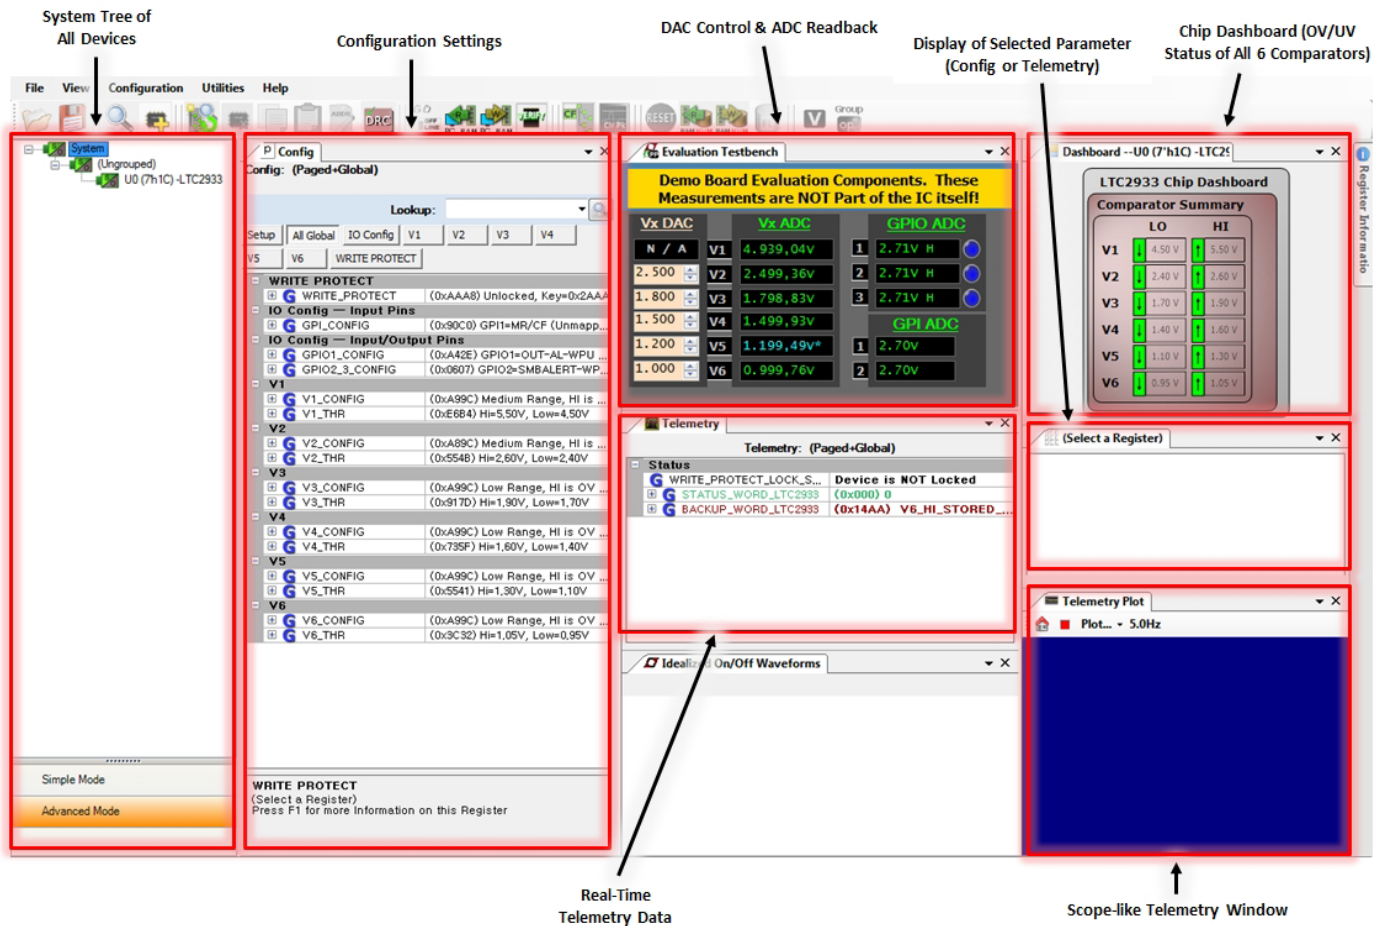 System Tree of
All Devices
Configuration Settings
DAC Control & ADC Readback
Display of Selected Parameter
(Config or Telemetry)
Chip Dashboard (OV/UV
Status of All 6 Comparators)
File View Configuration Utilities Help
DRC
RESET
V
Group
OP
System
(Ungrouped)
U0 (7h1C) -LTC2933
Simple Mode
Advanced Mode
Config
Config: (Paged+Global)
Lookup:
Setup All Global IO Config V1 V2 V3 V4
V5 V6 WRITE PROTECT
WRITE PROTECT
WRITE_PROTECT (0xAAA8) Unlocked, Key=0x2AAA
IO Config — Input Pins
GPI_CONFIG (0x90C0) GPI1=MR/CF (Unmapp...
IO Config — Input/Output Pins
GPIO1_CONFIG (0xA42E) GPIO1=OUT-AL-WPU ...
GPIO2_3_CONFIG (0x0607) GPIO2=SMBALERT-WP...
V1
V1_CONFIG (0xA99C) Medium Range, HI is ...
V1_THR (0xE6B4) Hi=5,50V, Low=4,50V
V2
V2_CONFIG (0xA89C) Medium Range, HI is ...
V2_THR (0x554B) Hi=2,60V, Low=2,40V
V3
V3_CONFIG (0xA99C) Low Range, HI is OV ...
V3_THR (0x917D) Hi=1,90V, Low=1,70V
V4
V4_CONFIG (0xA99C) Low Range, HI is OV ...
V4_THR (0x735F) Hi=1,60V, Low=1,40V
V5
V5_CONFIG (0xA99C) Low Range, HI is OV ...
V5_THR (0x5541) Hi=1,30V, Low=1,10V
V6
V6_CONFIG (0xA99C) Low Range, HI is OV ...
V6_THR (0x3C32) Hi=1,05V, Low=0,95V
WRITE PROTECT
(Select a Register)
Press F1 for more Information on this Register
Evaluation Testbench
Demo Board Evaluation Components. These
Measurements are NOT Part of the IC itself!
Vx DAC Vx ADC GPIO ADC
N / A V1 4.939,04V 1 2.71V H
2.500 V2 2.499,36V 2 2.71V H
1.800 V3 1.798,83V 3 2.71V H
1.500 V4 1.499,93V GPI ADC
1.200 V5 1.199,49V* 1 2.70V
1.000 V6 0.999,76V 2 2.70V
Telemetry
Telemetry: (Paged+Global)
Status
WRITE_PROTECT_LOCK_S... Device is NOT Locked
STATUS_WORD_LTC2933 (0x000) 0
BACKUP_WORD_LTC2933 (0x14AA) V6_HI_STORED_...
Idealized On/Off Waveforms
Dashboard --U0 (7'h1C) -LTC29
LTC2933 Chip Dashboard
Comparator Summary
LO HI
V1 4.50 V 5.50 V
V2 2.40 V 2.60 V
V3 1.70 V 1.90 V
V4 1.40 V 1.60 V
V5 1.10 V 1.30 V
V6 0.95 V 1.05 V
Register Informatio
(Select a Register)
Telemetry Plot
Plot... 5.0Hz
Real-Time
Telemetry Data
Scope-like Telemetry Window